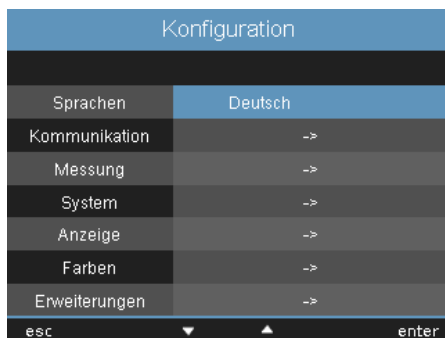 Konfiguration
Sprachen Deutsch
Kommunikation ->
Messung ->
System ->
Anzeige ->
Farben ->
Erweiterungen ->
esc ▼ ▲ enter